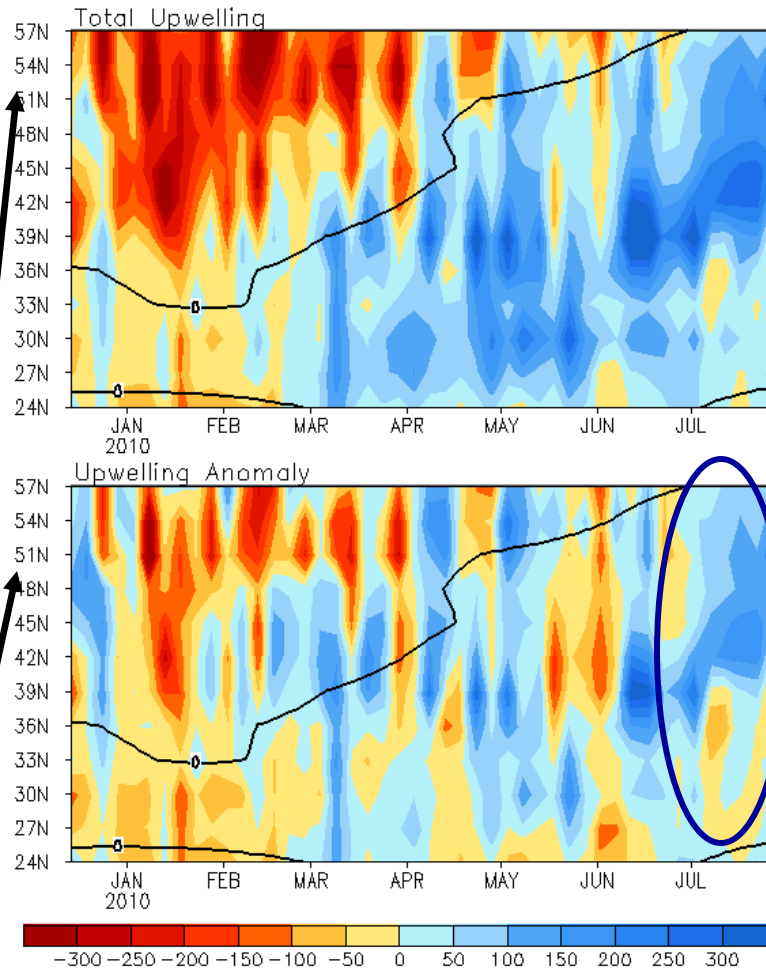 Total Upwelling
57N
54N
51N
48N
45N
42N
39N
36N
33N
30N
27N
24N
0
0
JAN FEB MAR APR MAY JUN JUL
2010
Upwelling Anomaly
57N
54N
51N
48N
45N
42N
39N
36N
33N
30N
27N
24N
0
0
JAN FEB MAR APR MAY JUN JUL
2010
-300 -250 -200 -150 -100 -50 0 50 100 150 200 250 300